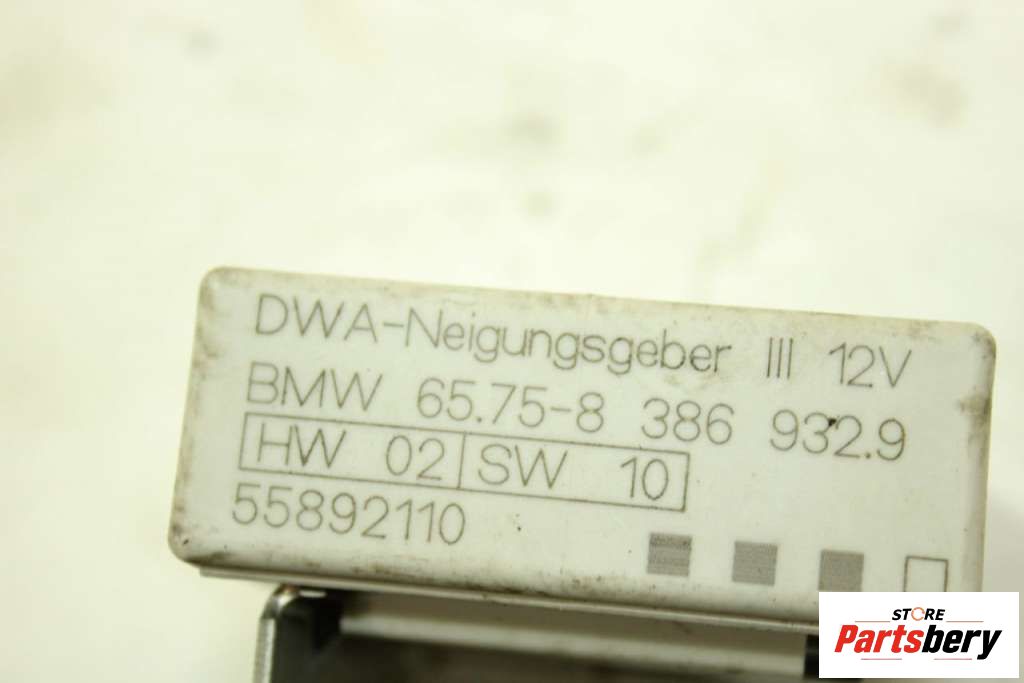 DWA-Neigungsgeber III 12V
BMW 65.75-8 386 932.9
HW 02 SW 10
55892110
STORE
Partsbery